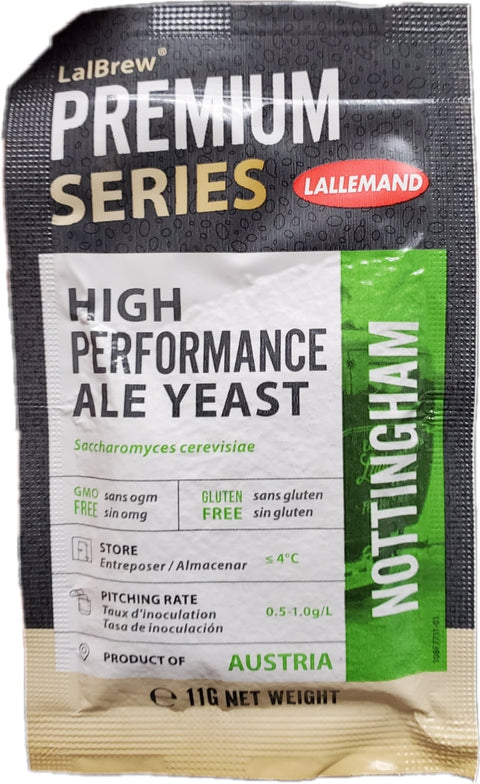 LalBrew®
PREMIUM
SERIES
LALLEMAND
HIGH
PERFORMANCE
ALE YEAST
Saccharomyces cerevisiae
GMO FREE
sans ogm
sin omg
GLUTEN FREE
sans gluten
sin gluten
STORE
Entreposer / Almacenar
≤ 4°C
PITCHING RATE
Taux d'inoculation
Tasa de inoculación
0.5-1.0g/L
PRODUCT OF
AUSTRIA
NOTTINGHAM
℮ 11G NET WEIGHT